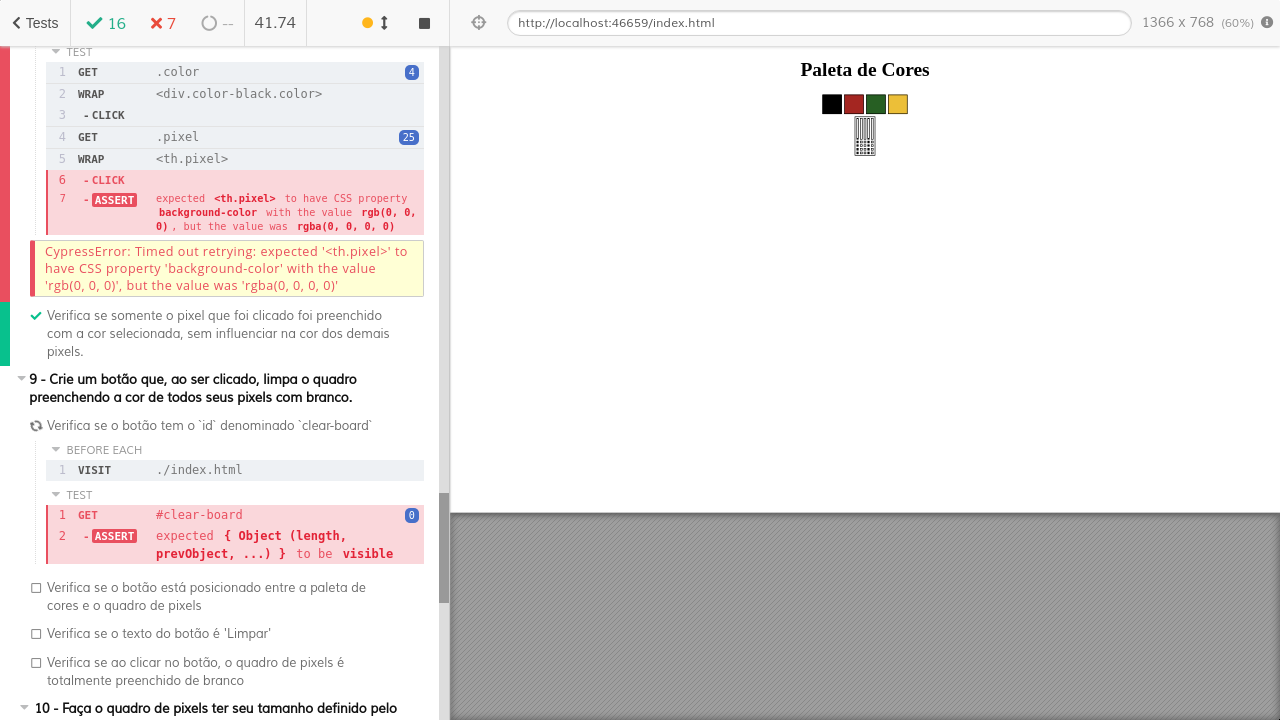 Tests 16 7 -- 41.74 http://localhost:46659/index.html 1366 x 768 (60%)
TEST
1 GET .color 4
2 WRAP <div.color-black.color>
3 - CLICK
4 GET .pixel 25
5 WRAP <th.pixel>
6 - CLICK
7 - ASSERT expected <th.pixel> to have CSS property
background-color with the value rgb(0, 0,
0) , but the value was rgba(0, 0, 0, 0)
CypressError: Timed out retrying: expected '<th.pixel>' to
have CSS property 'background-color' with the value
'rgb(0, 0, 0)', but the value was 'rgba(0, 0, 0, 0)'
Verifica se somente o pixel que foi clicado foi preenchido
com a cor selecionada, sem influenciar na cor dos demais
pixels.
9 - Crie um botão que, ao ser clicado, limpa o quadro
preenchendo a cor de todos seus pixels com branco.
Verifica se o botão tem o `id` denominado `clear-board`
BEFORE EACH
1 VISIT ./index.html
TEST
1 GET #clear-board 0
2 - ASSERT expected { Object (length,
prevObject, ...) } to be visible
Verifica se o botão está posicionado entre a paleta de
cores e o quadro de pixels
Verifica se o texto do botão é 'Limpar'
Verifica se ao clicar no botão, o quadro de pixels é
totalmente preenchido de branco
10 - Faça o quadro de pixels ter seu tamanho definido pelo
Paleta de Cores